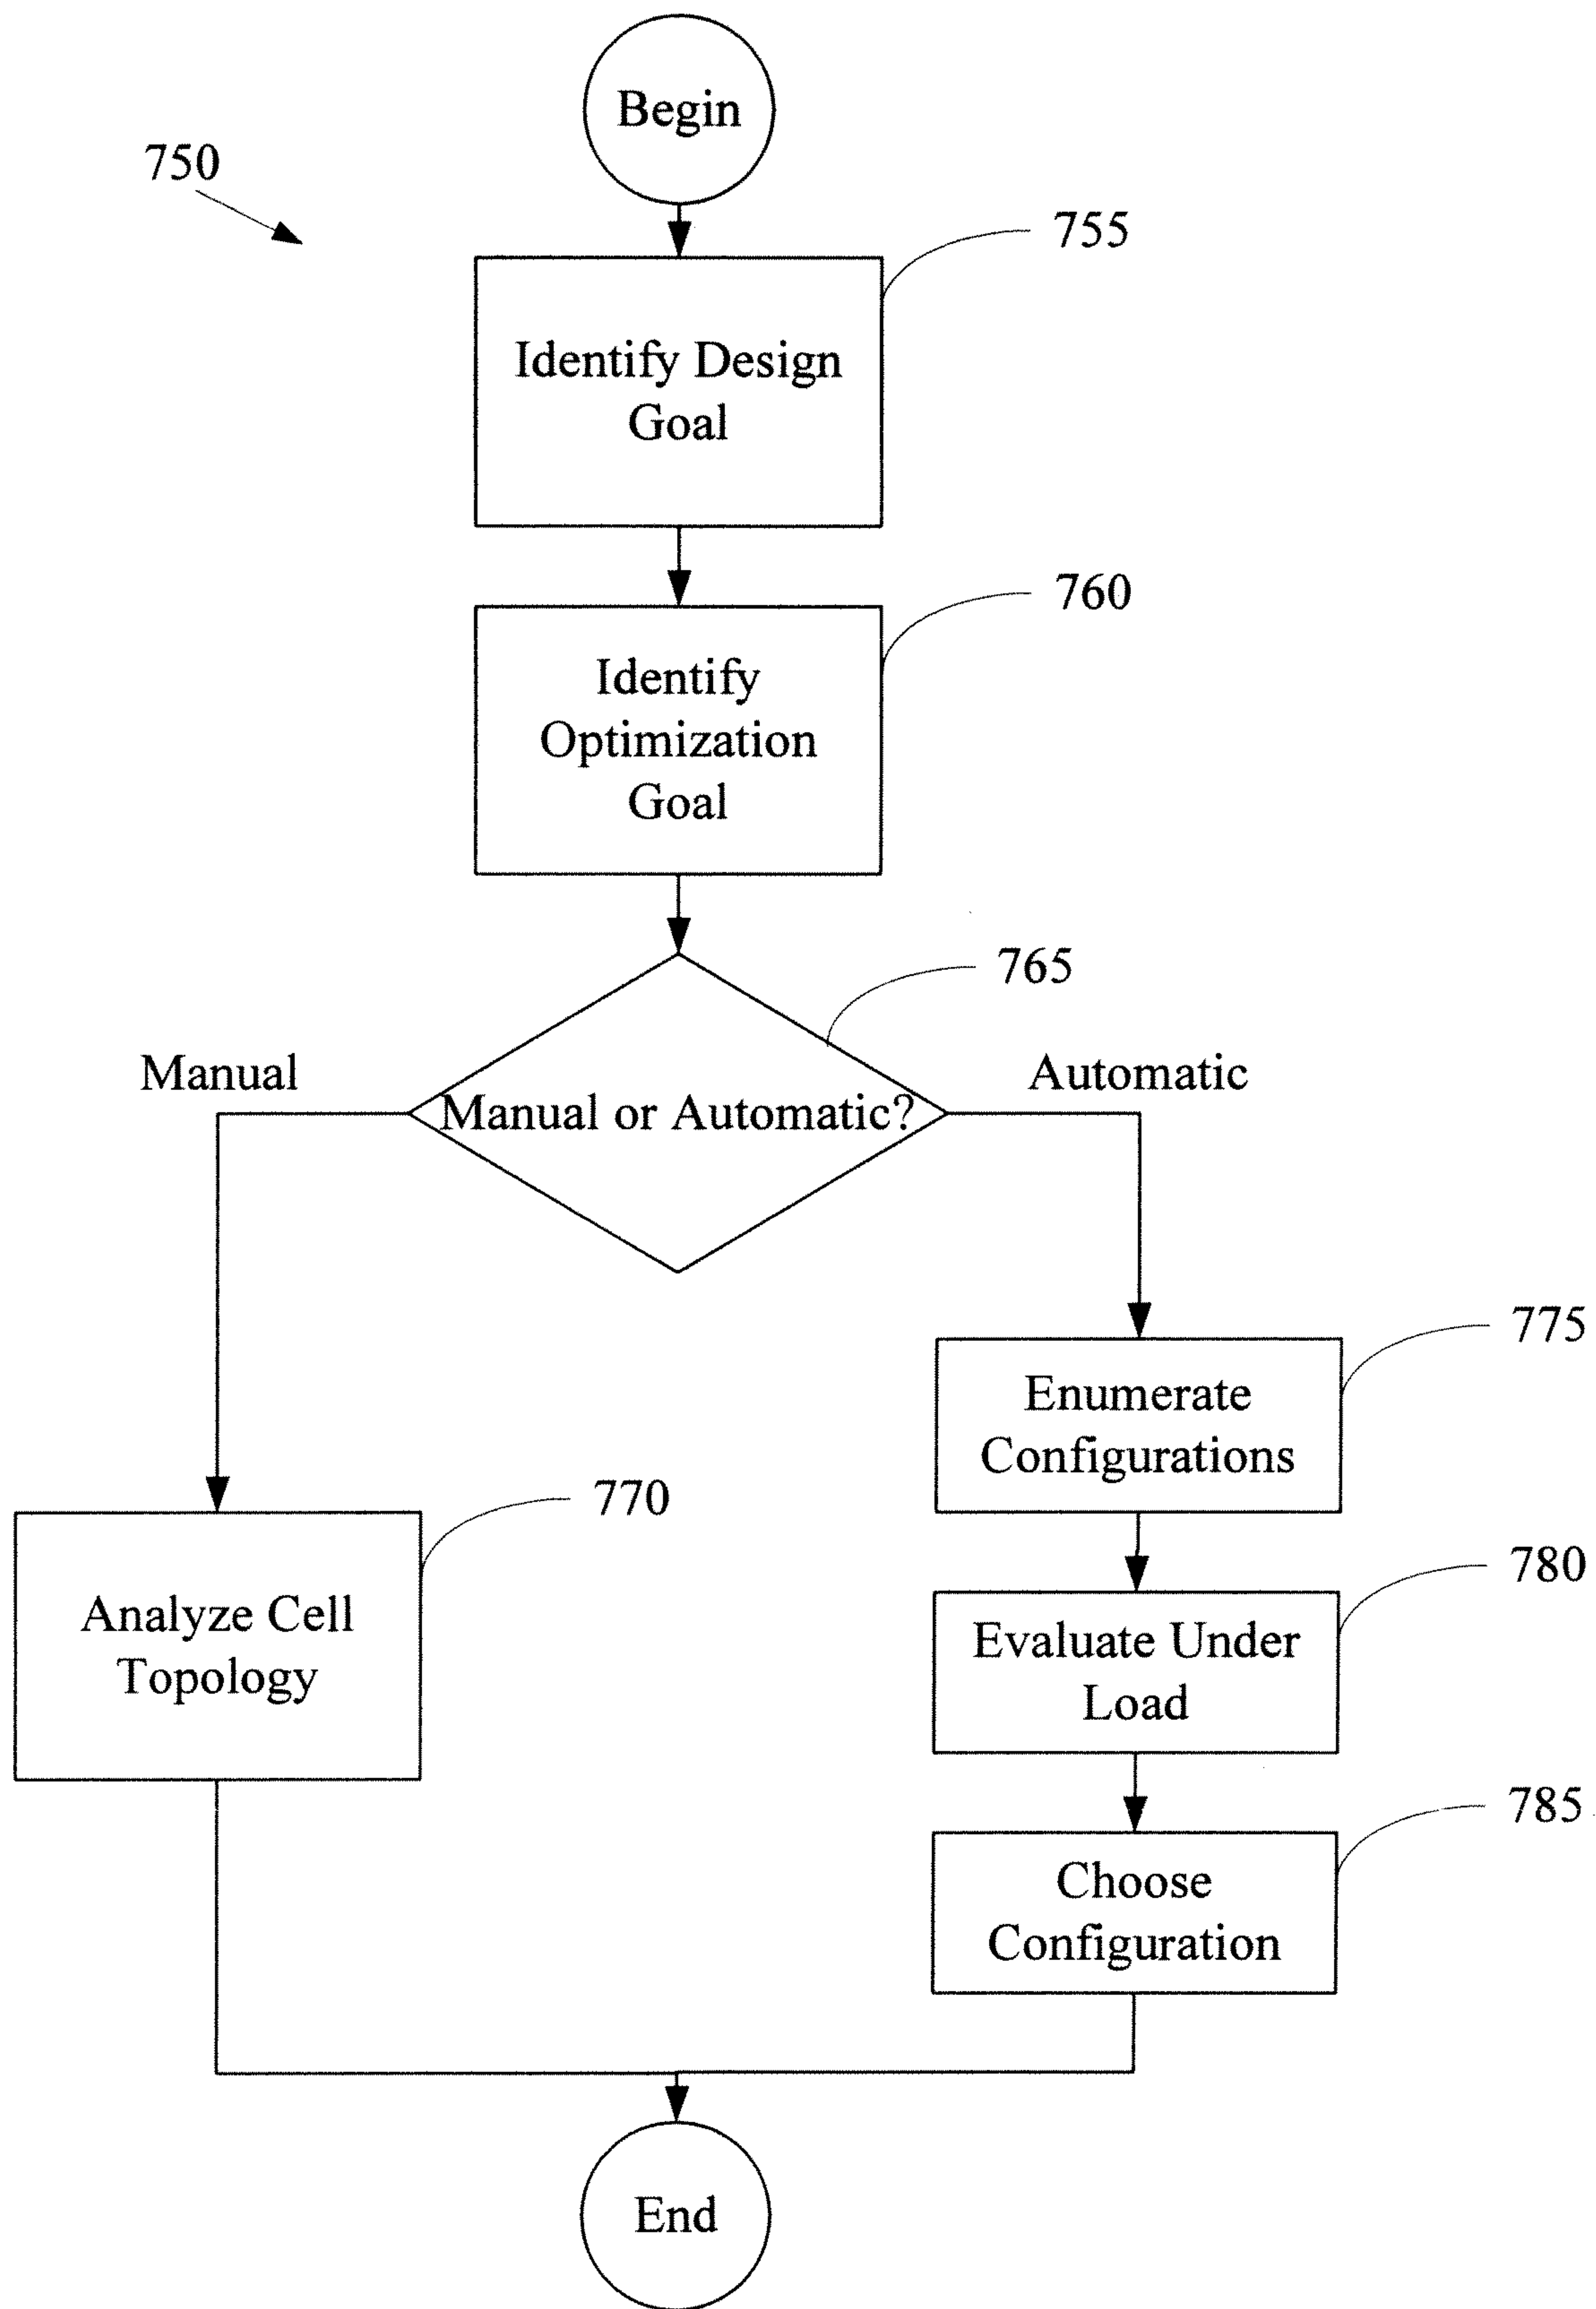 Begin
750
755
Identify Design
Goal
760
Identify
Optimization
Goal
765
Manual
Automatic
Manual or Automatic?
775
Enumerate
Configurations
770
Analyze Cell
Topology
780
Evaluate Under
Load
785
Choose
Configuration
End